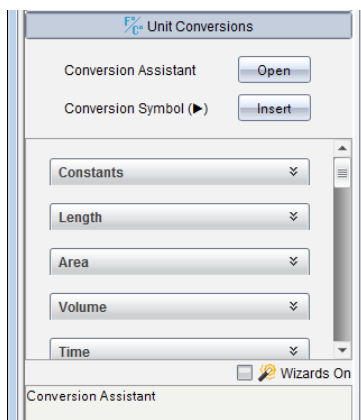 F°/C° Unit Conversions
Conversion Assistant Open
Conversion Symbol (►) Insert
Constants
Length
Area
Volume
Time
Wizards On
Conversion Assistant